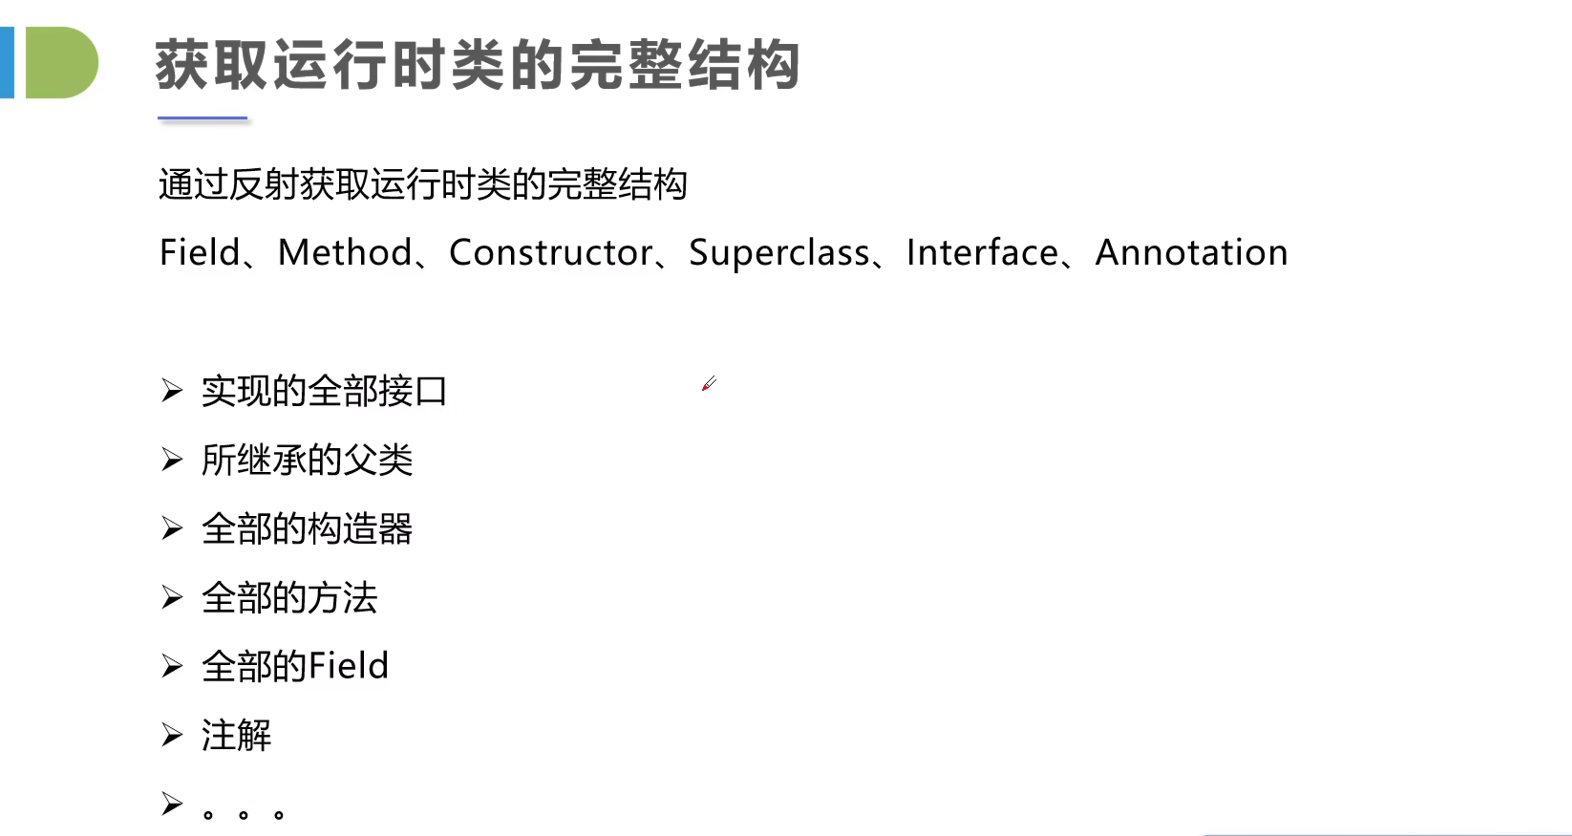 获取运行时类的完整结构
通过反射获取运行时类的完整结构
Field、Method、Constructor、Superclass、Interface、Annotation
➢ 实现的全部接口
➢ 所继承的父类
➢ 全部的构造器
➢ 全部的方法
➢ 全部的Field
➢ 注解
➢ 。。。